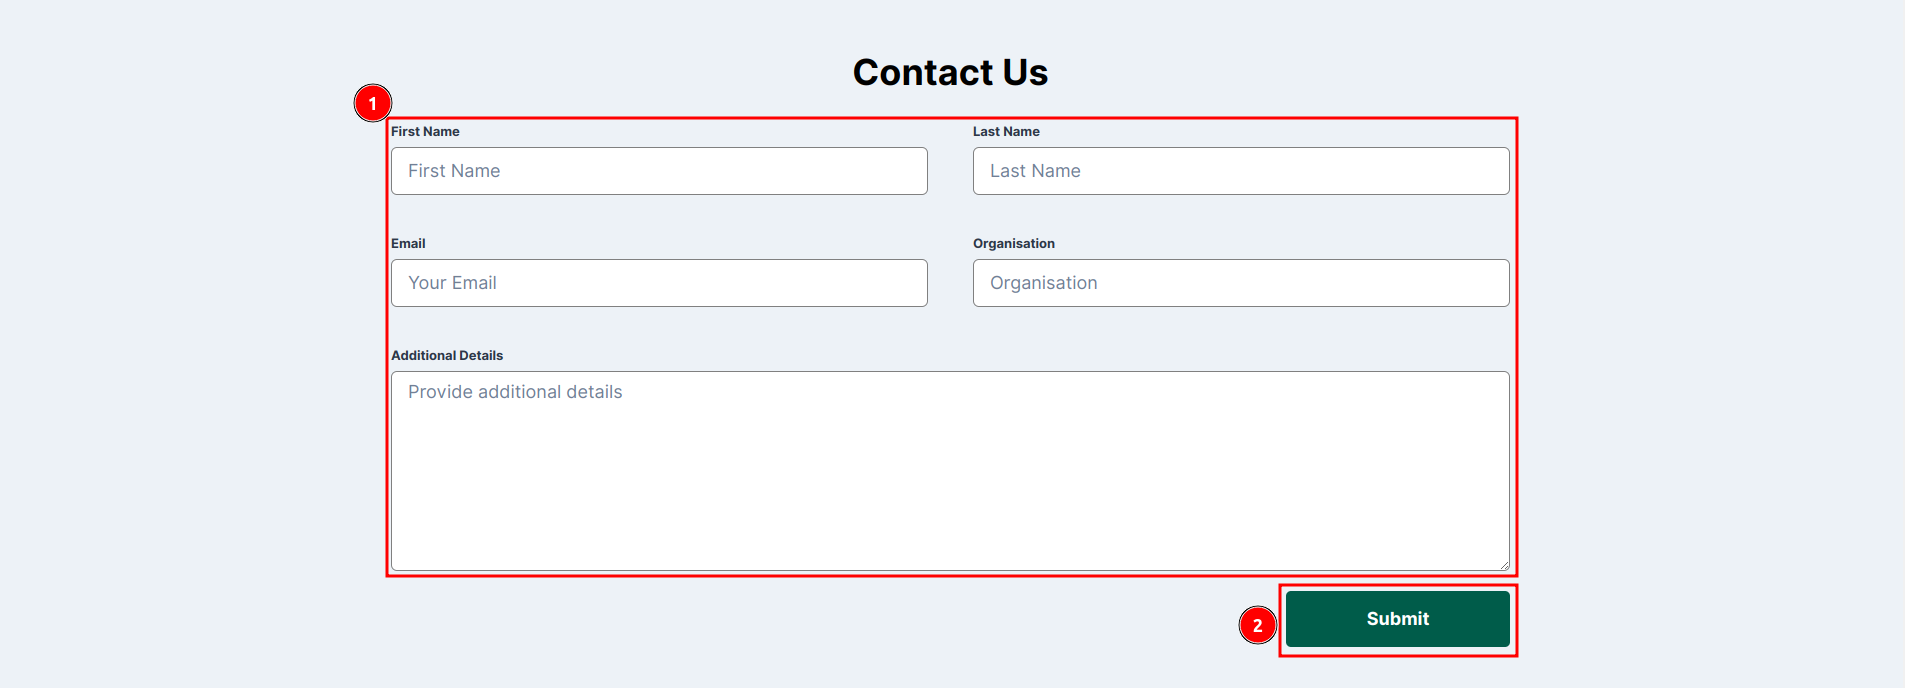 Contact Us
1
First Name
Last Name
First Name
Last Name
Email
Organisation
Your Email
Organisation
Additional Details
Provide additional details
2
Submit